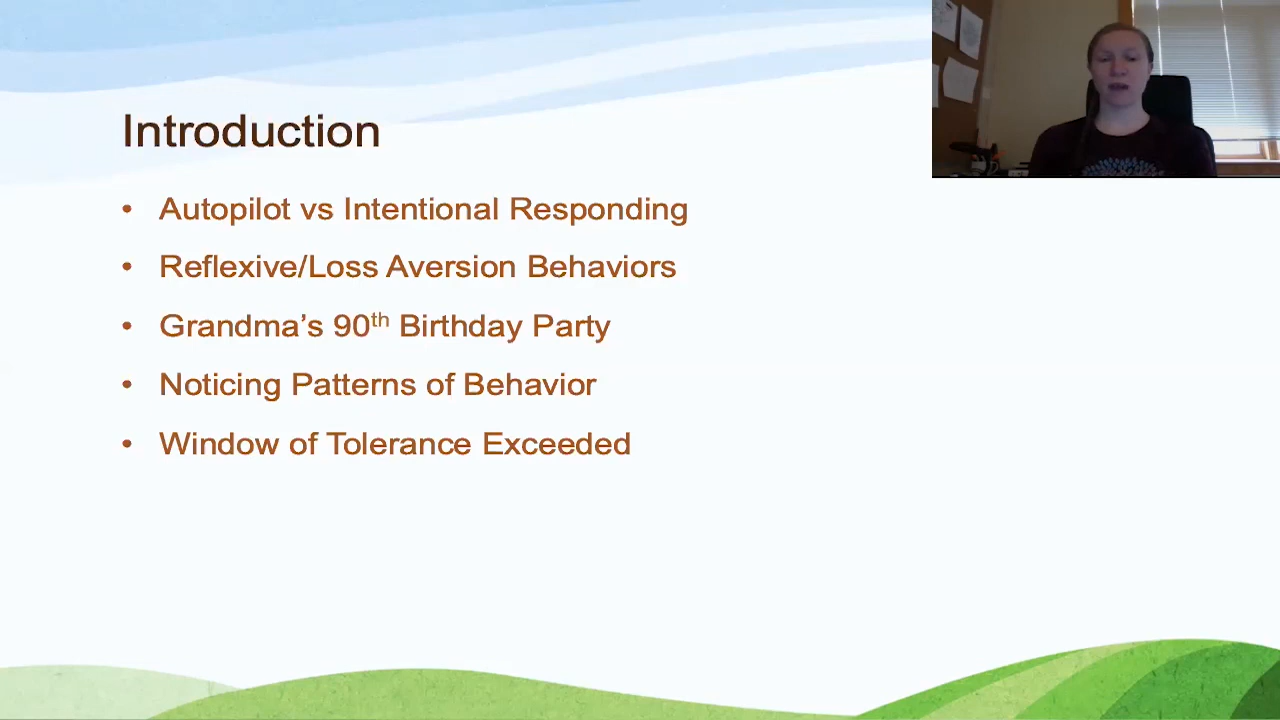 Introduction
• Autopilot vs Intentional Responding
• Reflexive/Loss Aversion Behaviors
• Grandma’s 90th Birthday Party
• Noticing Patterns of Behavior
• Window of Tolerance Exceeded